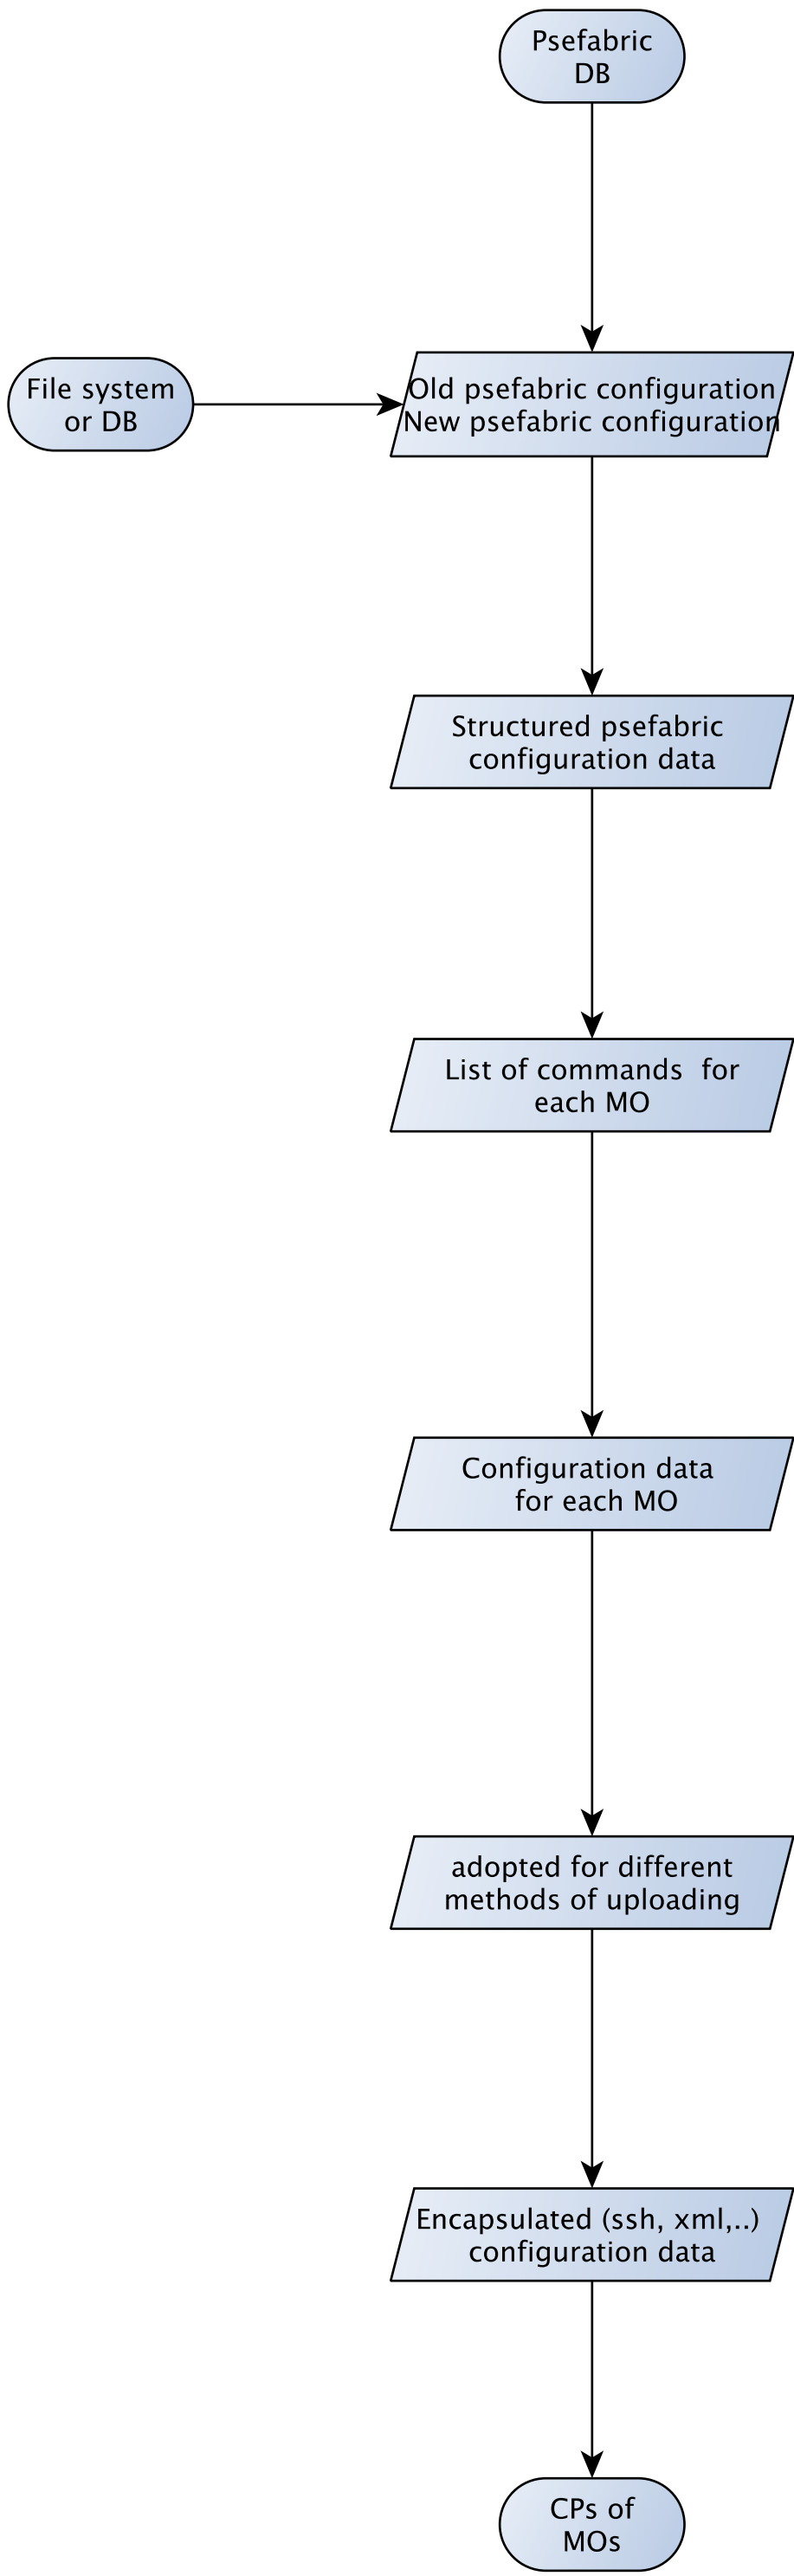 Psefabric
DB
File system
or DB
Old psefabric configuration
New psefabric configuration
Structured psefabric
configuration data
List of commands  for
each MO
Configuration data
for each MO
adopted for different
methods of uploading
Encapsulated (ssh, xml,..)
configuration data
CPs of
MOs